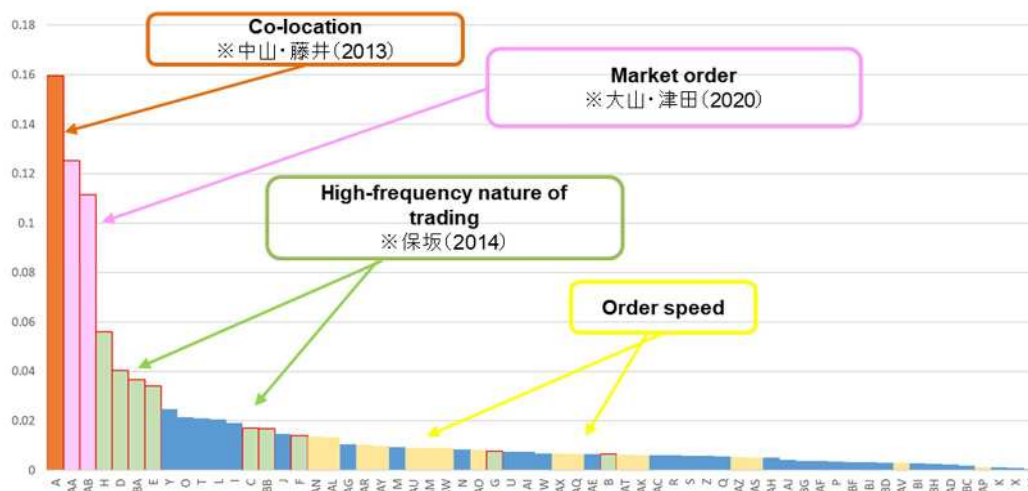 0.18
Co-location
※中山・藤井(2013)
0.16
Market order
※大山・津田(2020)
0.14
0.12
High-frequency nature of
trading
※保坂(2014)
0.1
0.08
Order speed
0.06
0.04
0.02
0
A AA AB H D BA E Y O T L I C BB J F AN AL AG AR AY M AU AM AW N AO G U AI W AX AQ AE B AT AK AC R S Z Q AZ AS AH AJ BG AF P BF BJ BD AV BI BH AD BC AP K X